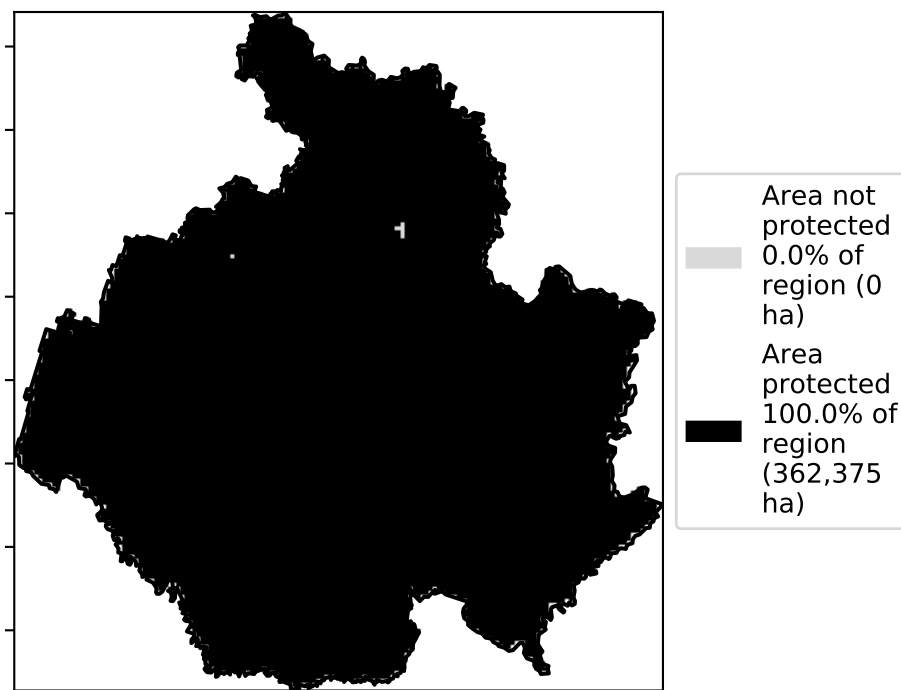 Area not
protected
0.0% of
region (0
ha)
Area
protected
100.0% of
region
(362,375
ha)